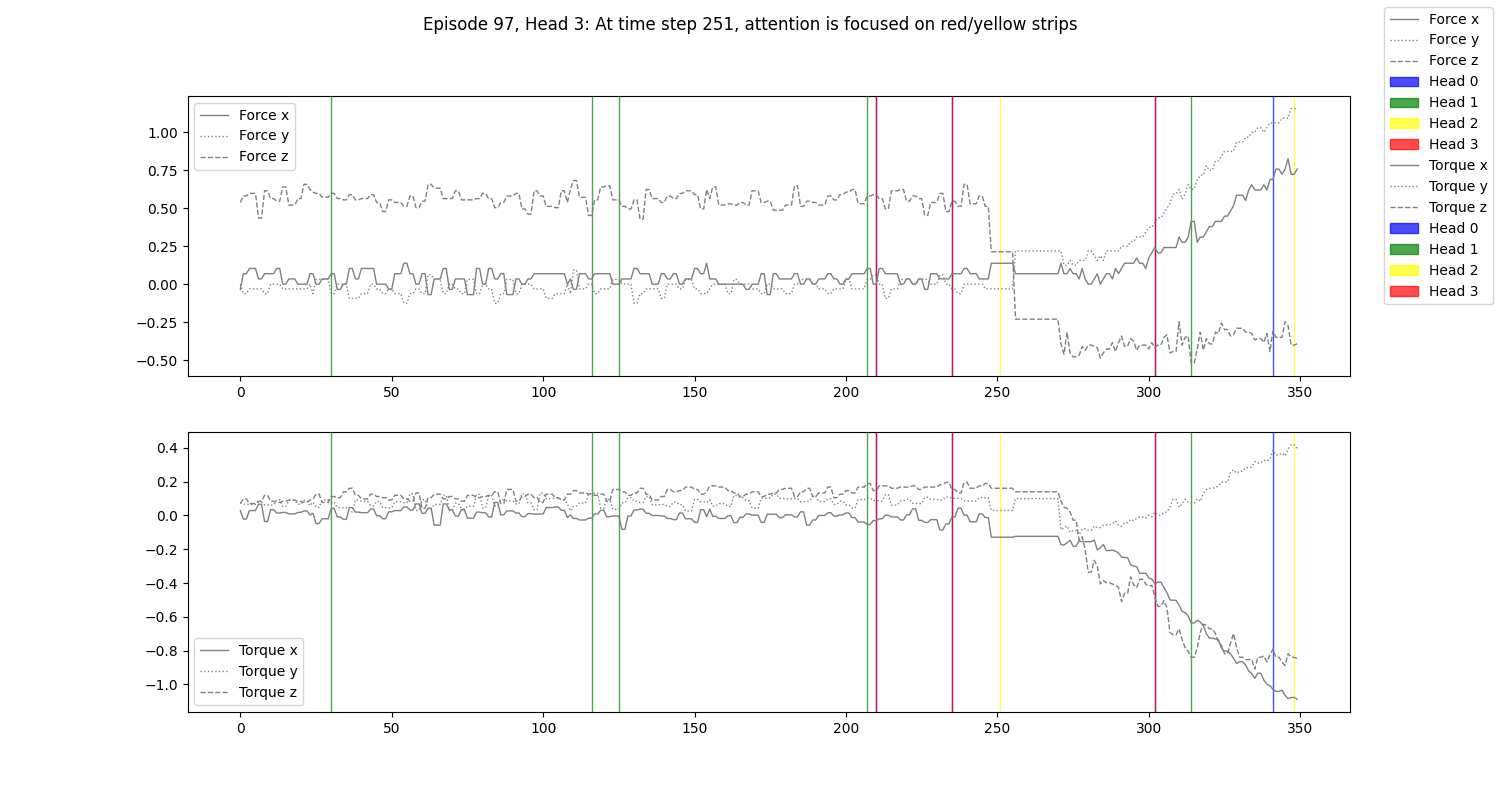 Episode 97, Head 3: At time step 251, attention is focused on red/yellow strips
Force x
Force y
Force z
Head 0
Head 1
Head 2
Head 3
Torque x
Torque y
Torque z
Head 0
Head 1
Head 2
Head 3
Force x
Force y
Force z
1.00
0.75
0.50
0.25
0.00
−0.25
−0.50
0 50 100 150 200 250 300 350
0.4
0.2
0.0
−0.2
−0.4
−0.6
−0.8
−1.0
Torque x
Torque y
Torque z
0 50 100 150 200 250 300 350